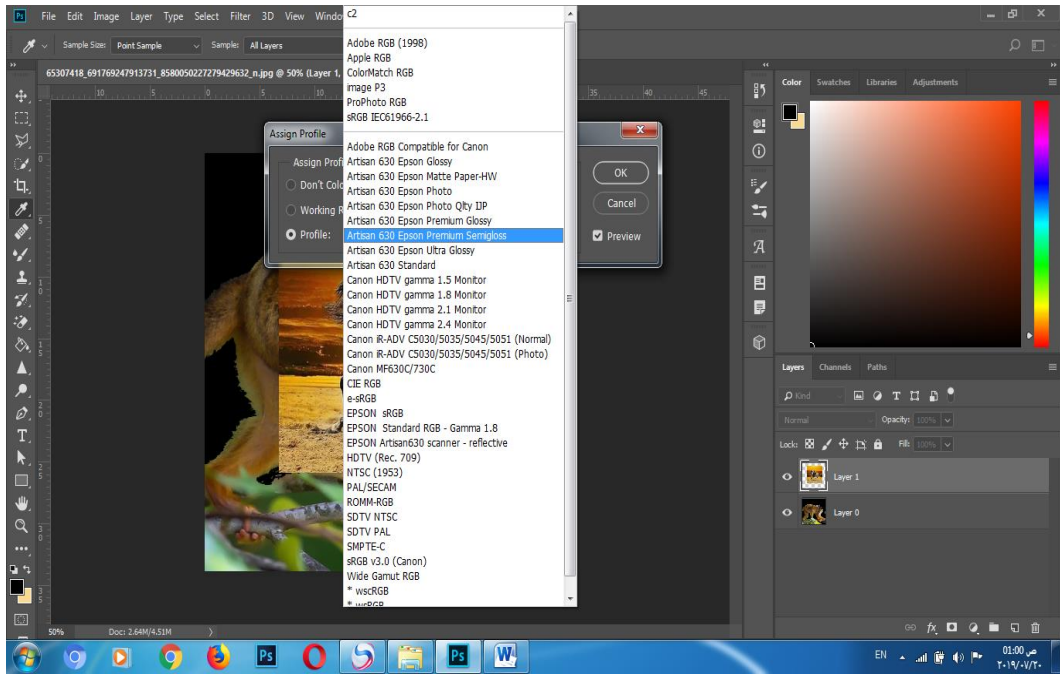 Ps File Edit Image Layer Type Select Filter 3D View Windo
Sample Size: Point Sample Sample: All Layers
65307418_691769247913731_8580050227279429632_n.jpg @ 50% (Layer 1,
c2
Adobe RGB (1998)
Apple RGB
ColorMatch RGB
image P3
ProPhoto RGB
sRGB IEC61966-2.1
Adobe RGB Compatible for Canon
Artisan 630 Epson Glossy
Artisan 630 Epson Matte Paper-HW
Artisan 630 Epson Photo
Artisan 630 Epson Photo Qlty IJP
Artisan 630 Epson Premium Glossy
Artisan 630 Epson Premium Semigloss
Artisan 630 Epson Ultra Glossy
Artisan 630 Standard
Canon HDTV gamma 1.5 Monitor
Canon HDTV gamma 1.8 Monitor
Canon HDTV gamma 2.1 Monitor
Canon HDTV gamma 2.4 Monitor
Canon iR-ADV C5030/5035/5045/5051 (Normal)
Canon iR-ADV C5030/5035/5045/5051 (Photo)
Canon MF630C/730C
CIE RGB
e-sRGB
EPSON sRGB
EPSON Standard RGB - Gamma 1.8
EPSON Artisan630 scanner - reflective
HDTV (Rec. 709)
NTSC (1953)
PAL/SECAM
ROMM-RGB
SDTV NTSC
SDTV PAL
SMPTE-C
sRGB v3.0 (Canon)
Wide Gamut RGB
* wscRGB
* wsRGB
Assign Profile
Assign Profi
Don't Colo
Working R
Profile:
OK
Cancel
Preview
Color Swatches Libraries Adjustments
Layers Channels Paths
Kind
Normal Opacity: 100%
Lock: Fill: 100%
Layer 1
Layer 0
fx
50% Doc: 2.64M/4.51M
Ps Ps W
EN
01:00 ص
٢٠١٩/٠٧/٢٠